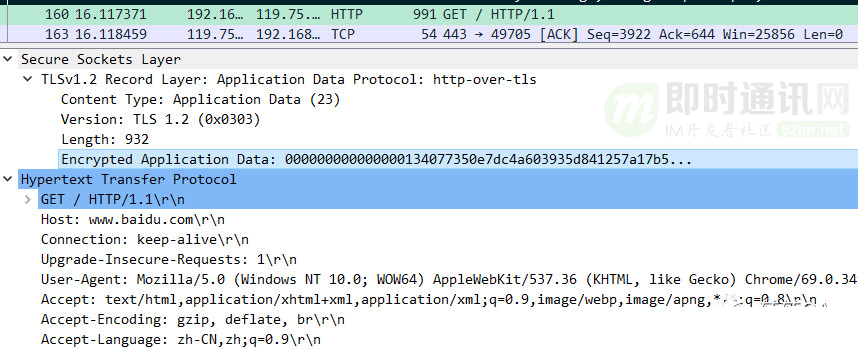 160 16.117371 192.16… 119.75.… HTTP 991 GET / HTTP/1.1
163 16.118459 119.75… 192.168… TCP 54 443 → 49705 [ACK] Seq=3922 Ack=644 Win=25856 Len=0
Secure Sockets Layer
TLSv1.2 Record Layer: Application Data Protocol: http-over-tls
Content Type: Application Data (23)
Version: TLS 1.2 (0x0303)
Length: 932
Encrypted Application Data: 000000000000000134077350e7dc4a603935d841257a17b5...
即时通讯网
IM开发者社区 52im.net
Hypertext Transfer Protocol
GET / HTTP/1.1\r\n
Host: www.baidu.com\r\n
Connection: keep-alive\r\n
Upgrade-Insecure-Requests: 1\r\n
User-Agent: Mozilla/5.0 (Windows NT 10.0; WOW64) AppleWebKit/537.36 (KHTML, like Gecko) Chrome/69.0.34
Accept: text/html,application/xhtml+xml,application/xml;q=0.9,image/webp,image/apng,*/*;q=0.8\r\n
Accept-Encoding: gzip, deflate, br\r\n
Accept-Language: zh-CN,zh;q=0.9\r\n